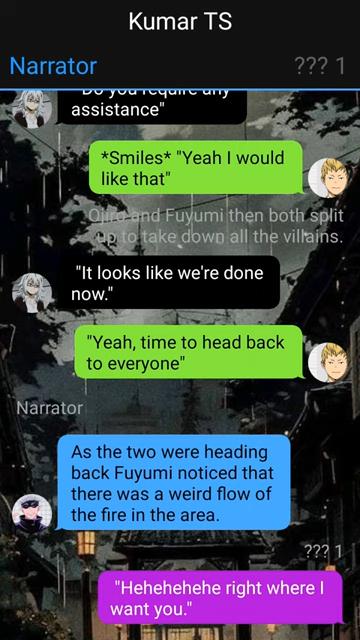 Kumar TS
Narrator
??? 1
"Do you require any
assistance"
*Smiles* "Yeah I would
like that"
Ojiro and Fuyumi then both split
up to take down all the villains.
"It looks like we're done
now."
"Yeah, time to head back
to everyone"
Narrator
As the two were heading
back Fuyumi noticed that
there was a weird flow of
the fire in the area.
??? 1
"Hehehehehe right where I
want you."